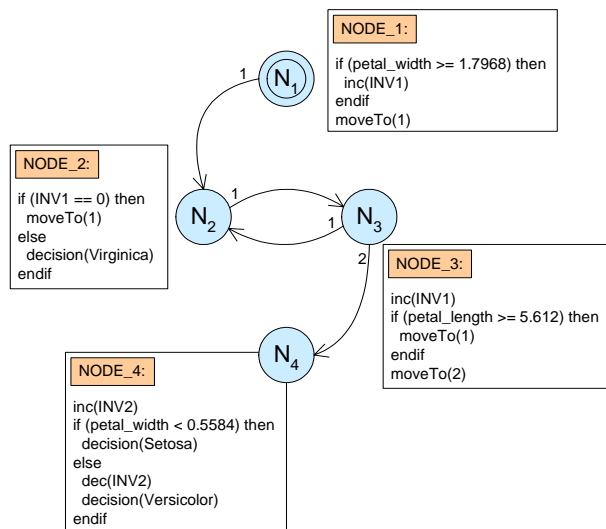 NODE_1:
if (petal_width >= 1.7968) then
inc(INV1)
endif
moveTo(1)
N1
1
NODE_2:
if (INV1 == 0) then
moveTo(1)
else
decision(Virginica)
endif
N2
1
1
N3
2
NODE_3:
inc(INV1)
if (petal_length >= 5.612) then
moveTo(1)
endif
moveTo(2)
N4
NODE_4:
inc(INV2)
if (petal_width < 0.5584) then
decision(Setosa)
else
dec(INV2)
decision(Versicolor)
endif